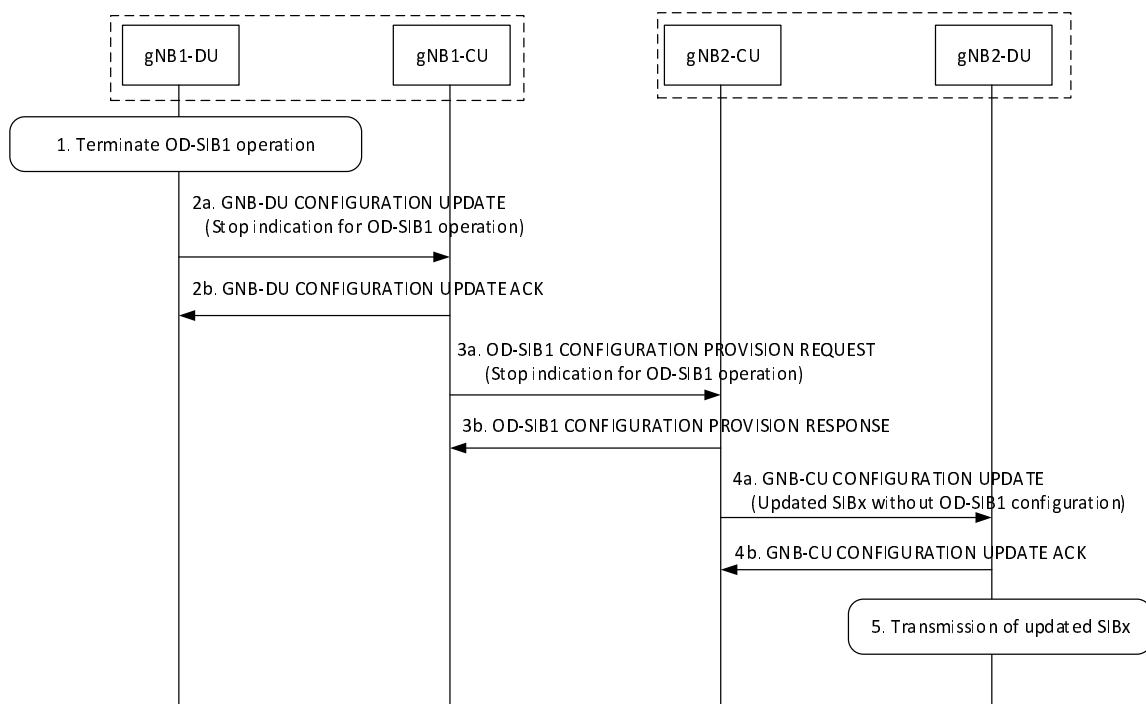 gNB1-DU
gNB1-CU
gNB2-CU
gNB2-DU
1. Terminate OD-SIB1 operation
2a. GNB-DU CONFIGURATION UPDATE
(Stop indication for OD-SIB1 operation)
2b. GNB-DU CONFIGURATION UPDATE ACK
3a. OD-SIB1 CONFIGURATION PROVISION REQUEST
(Stop indication for OD-SIB1 operation)
3b. OD-SIB1 CONFIGURATION PROVISION RESPONSE
4a. GNB-CU CONFIGURATION UPDATE
(Updated SIBx without OD-SIB1 configuration)
4b. GNB-CU CONFIGURATION UPDATE ACK
5. Transmission of updated SIBx